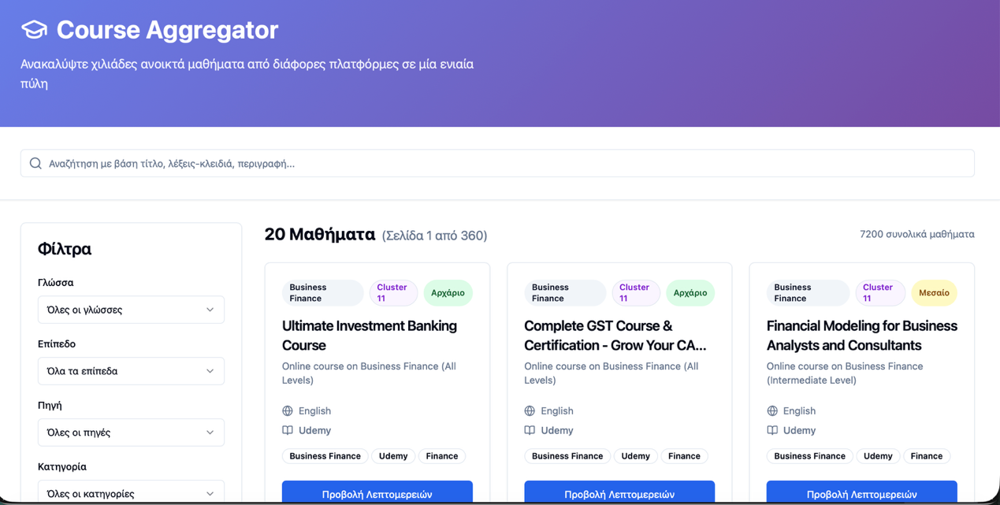 Course Aggregator
Ανακαλύψτε χιλιάδες ανοικτά μαθήματα από διάφορες πλατφόρμες σε μία ενιαία
πύλη
Αναζήτηση με βάση τίτλο, λέξεις-κλειδιά, περιγραφή...
Φίλτρα
Γλώσσα
Όλες οι γλώσσες
Επίπεδο
Όλα τα επίπεδα
Πηγή
Όλες οι πηγές
Κατηγορία
Όλες οι κατηγορίες
20 Μαθήματα (Σελίδα 1 από 360)
7200 συνολικά μαθήματα
Business
Finance
Cluster
11
Αρχάριο
Ultimate Investment Banking
Course
Online course on Business Finance (All
Levels)
English
Udemy
Business Finance Udemy Finance
Προβολή Λεπτομερειών
Business
Finance
Cluster
11
Αρχάριο
Complete GST Course &
Certification - Grow Your CA...
Online course on Business Finance (All
Levels)
English
Udemy
Business Finance Udemy Finance
Προβολή Λεπτομερειών
Business
Finance
Cluster
11
Μεσαίο
Financial Modeling for Business
Analysts and Consultants
Online course on Business Finance
(Intermediate Level)
English
Udemy
Business Finance Udemy Finance
Προβολή Λεπτομερειών